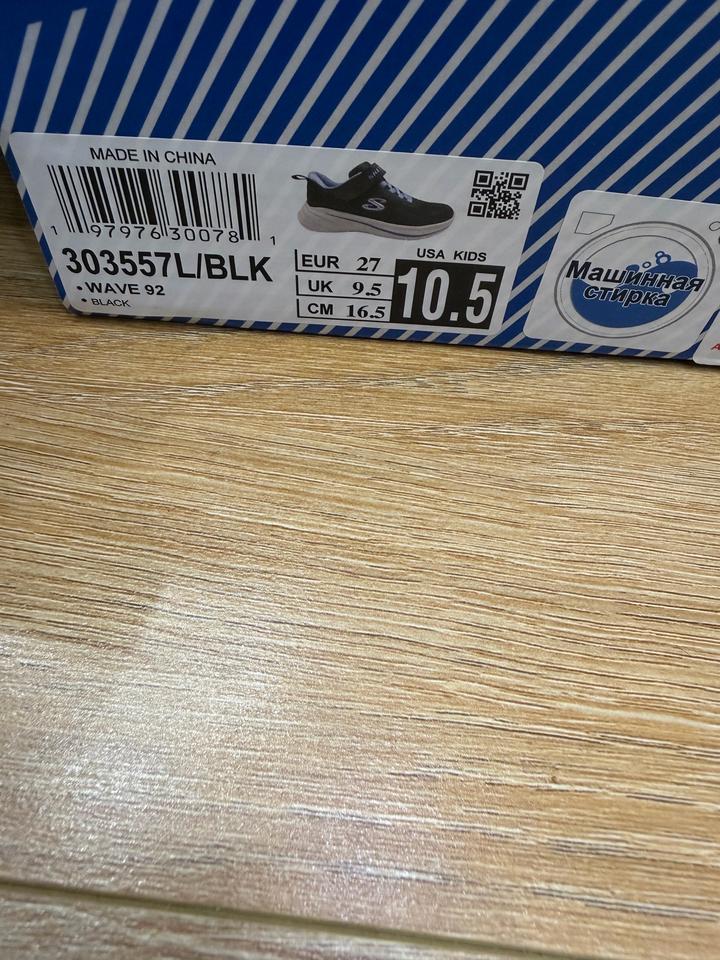 MADE IN CHINA
1 97976 30078 1
303557L/BLK
• WAVE 92
• BLACK
EUR 27
UK 9.5
CM 16.5
USA KIDS
10.5
Машинная
стирка